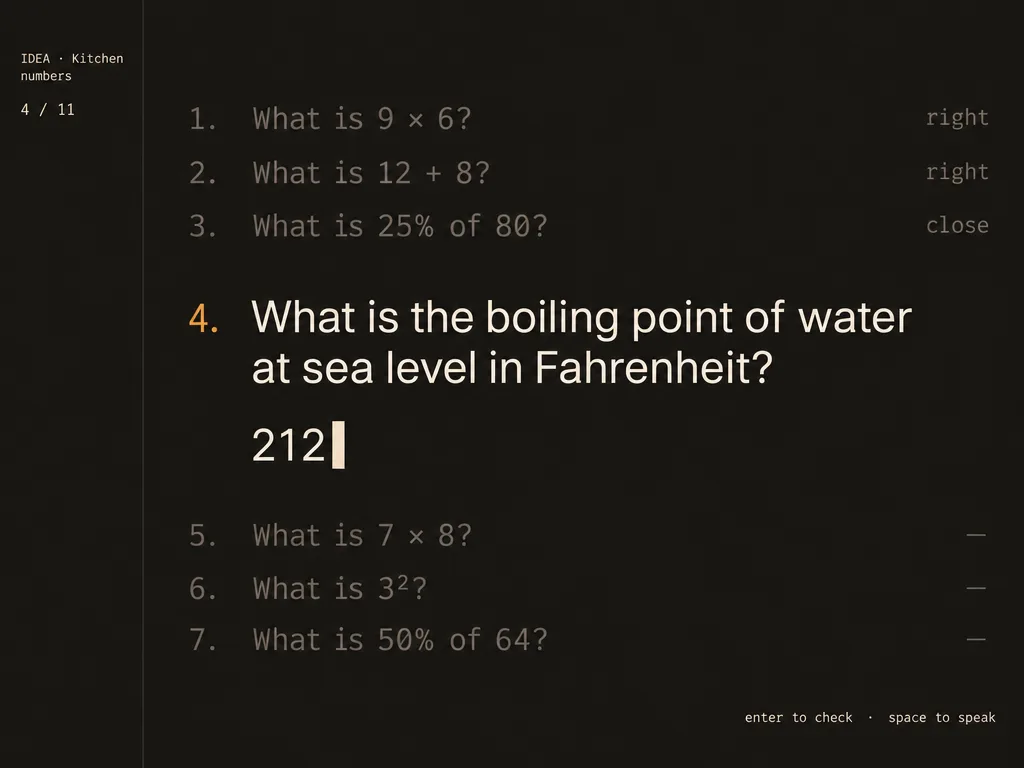 IDEA · Kitchen
numbers
4 / 11
1. What is 9 × 6? right
2. What is 12 + 8? right
3. What is 25% of 80? close
4. What is the boiling point of water
at sea level in Fahrenheit?
212
5. What is 7 × 8? —
6. What is 3²? —
7. What is 50% of 64? —
enter to check · space to speak